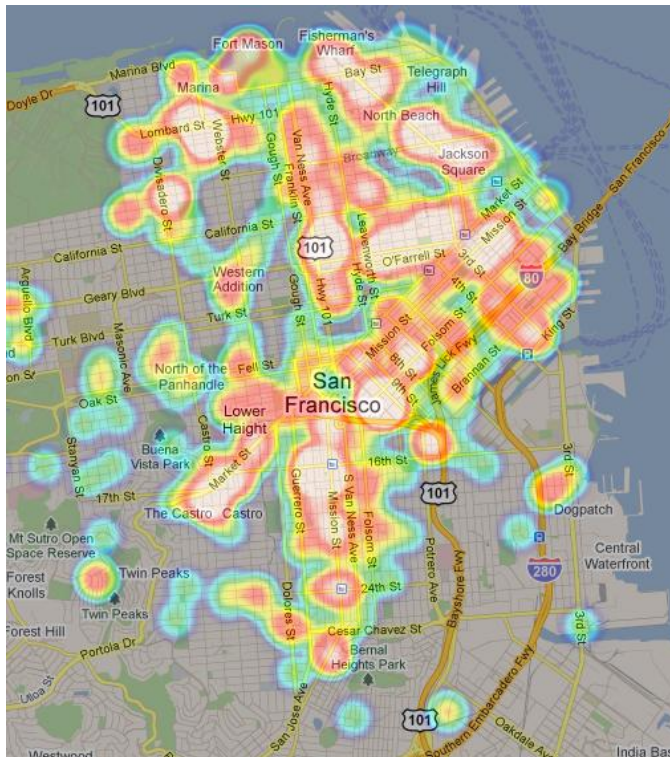 Fort Mason
Fisherman's
Wharf
Marina Blvd
Bay St
Telegraph
Hill
Doyle Dr
Marina
101
Hyde St
Lombard St
Hwy 101
North Beach
Webster St
Gough St
Van Ness Ave
Franklin St
Broadway
Jackson
Square
Divisadero St
Market St
Mission St
Bay Bridge - San Francisco
California St
California St
101
Leavenworth St
O'Farrell St
3rd St
80
Western
Addition
Hwy 101
Hyde St
4th St
Arguello Blvd
Geary Blvd
Gough St
Turk St
Mission St
Folsom St
King St
Turk Blvd
Masonic Ave
8th St
9th St
Lick Fwy
Brannan St
North of the
Panhandle
Fell St
San
Francisco
Oak St
Lower
Haight
Stanyan St
Buena
Vista Park
Castro St
Market St
16th St
3rd St
17th St
Guerrero St
Mission St
S Van Ness Ave
Folsom St
101
Dogpatch
The Castro
Castro
Mt Sutro Open
Space Reserve
Potrero Ave
Bayshore Fwy
Central
Waterfront
Forest
Knolls
Twin Peaks
280
24th St
Twin Peaks
Dolores St
Cesar Chavez St
3rd St
Forest Hill
Portola Dr
Bernal
Heights Park
Ulloa St
San Jose Ave
101
Southern Embarcadero Fwy
Oakdale Ave
Westwood
India Bas